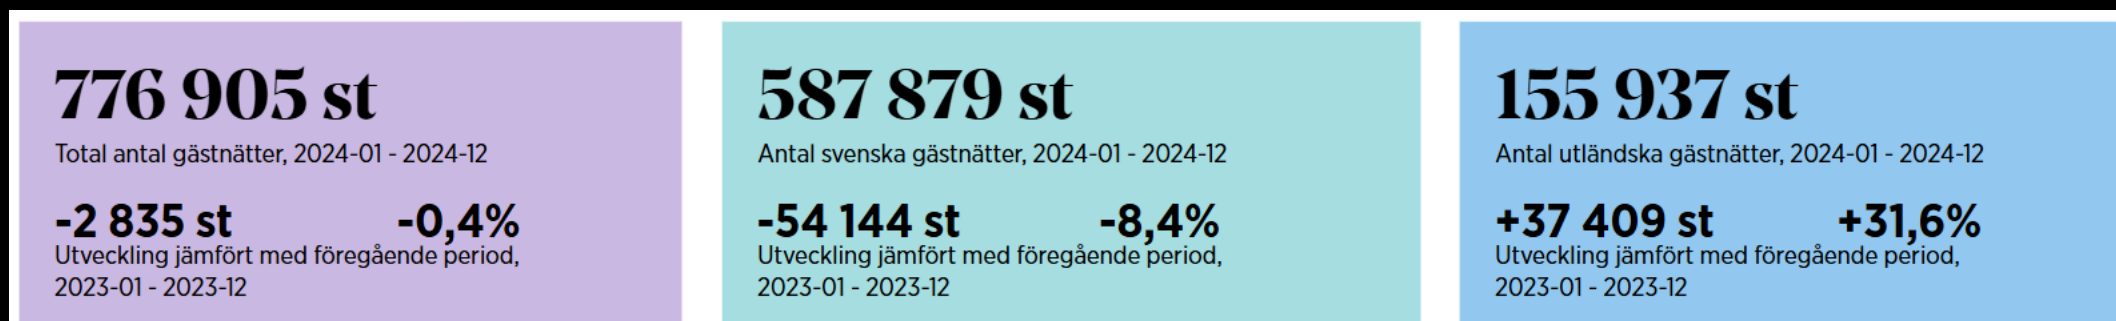 776 905 st
Total antal gästnätter, 2024-01 - 2024-12
-2 835 st -0,4%
Utveckling jämfört med föregående period,
2023-01 - 2023-12
587 879 st
Antal svenska gästnätter, 2024-01 - 2024-12
-54 144 st -8,4%
Utveckling jämfört med föregående period,
2023-01 - 2023-12
155 937 st
Antal utländska gästnätter, 2024-01 - 2024-12
+37 409 st +31,6%
Utveckling jämfört med föregående period,
2023-01 - 2023-12